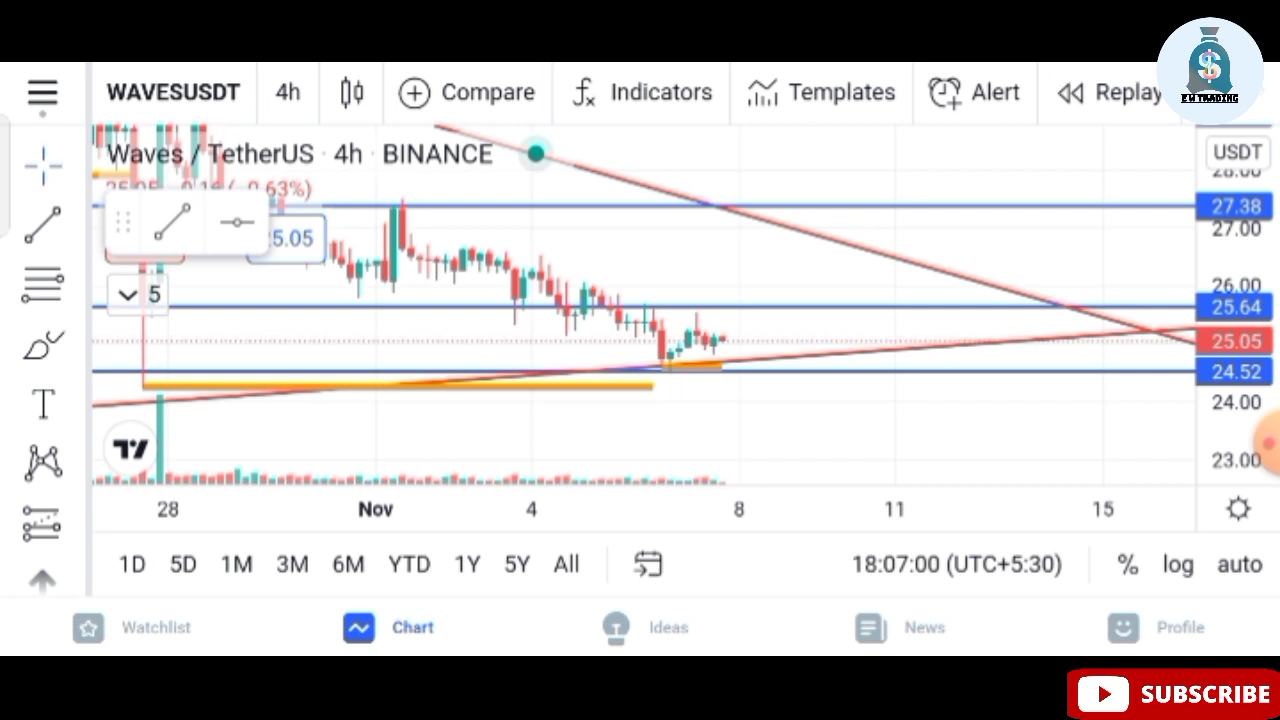 WAVESUSDT 4h Compare Indicators Templates Alert Replay
$
E W TRADING
Waves / TetherUS · 4h · BINANCE
USDT
28.00
27.38
27.00
5.05
5
26.00
25.64
25.05
24.52
24.00
23.00
28 Nov 4 8 11 15
T
1D 5D 1M 3M 6M YTD 1Y 5Y All 18:07:00 (UTC+5:30) % log auto
Watchlist Chart Ideas News Profile
SUBSCRIBE